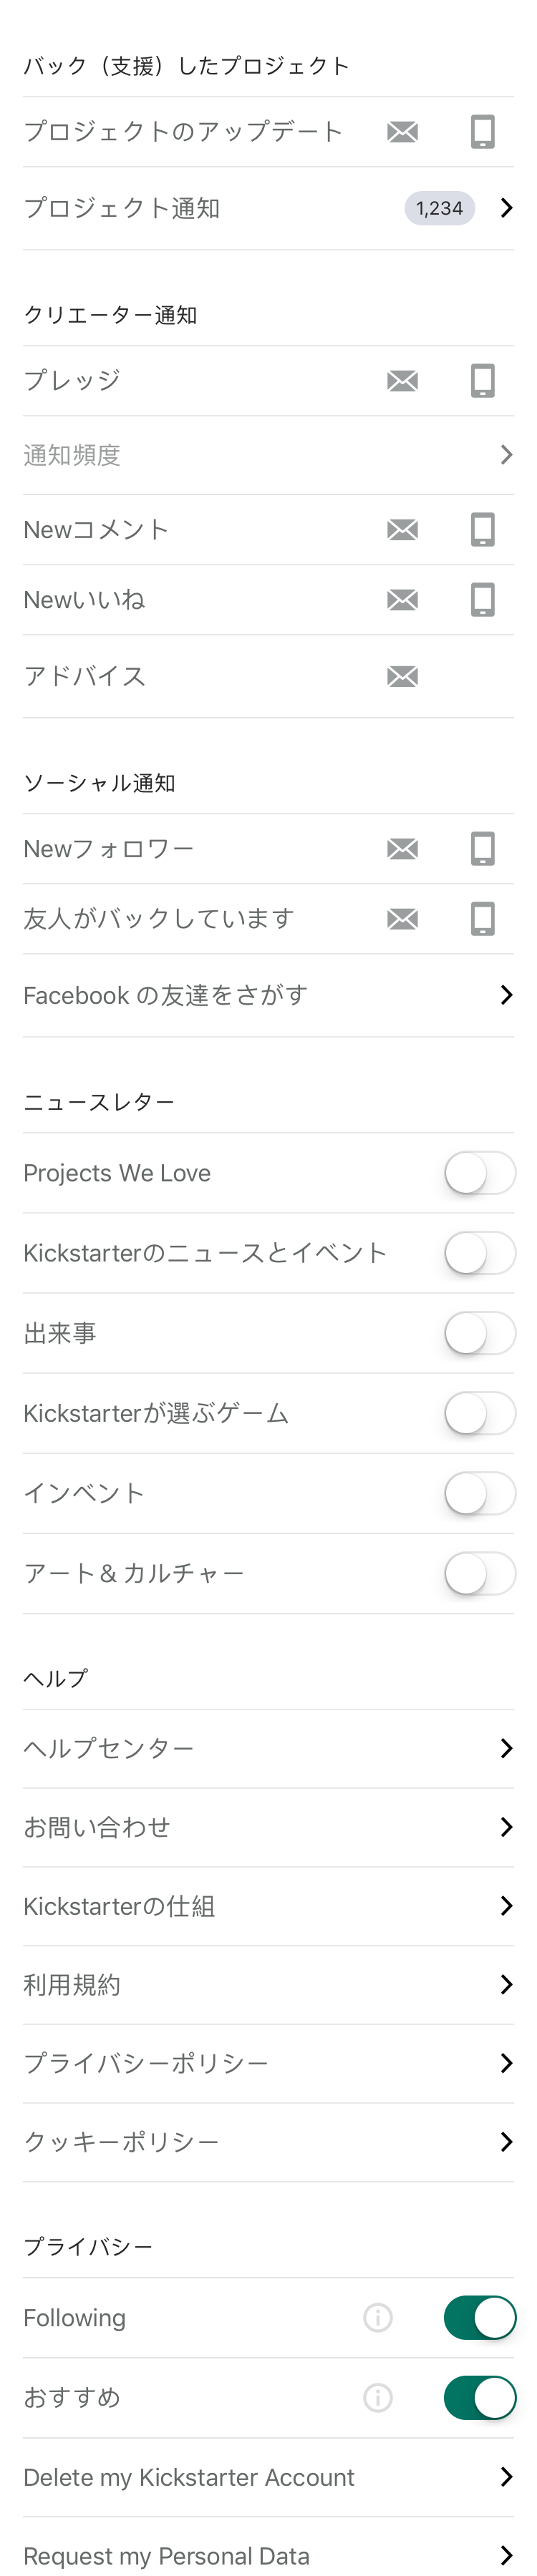 バック（支援）したプロジェクト
プロジェクトのアップデート
プロジェクト通知 1,234
クリエーター通知
プレッジ
通知頻度
Newコメント
Newいいね
アドバイス
ソーシャル通知
Newフォロワー
友人がバックしています
Facebook の友達をさがす
ニュースレター
Projects We Love
Kickstarterのニュースとイベント
出来事
Kickstarterが選ぶゲーム
インベント
アート＆カルチャー
ヘルプ
ヘルプセンター
お問い合わせ
Kickstarterの仕組
利用規約
プライバシーポリシー
クッキーポリシー
プライバシー
Following
おすすめ
Delete my Kickstarter Account
Request my Personal Data